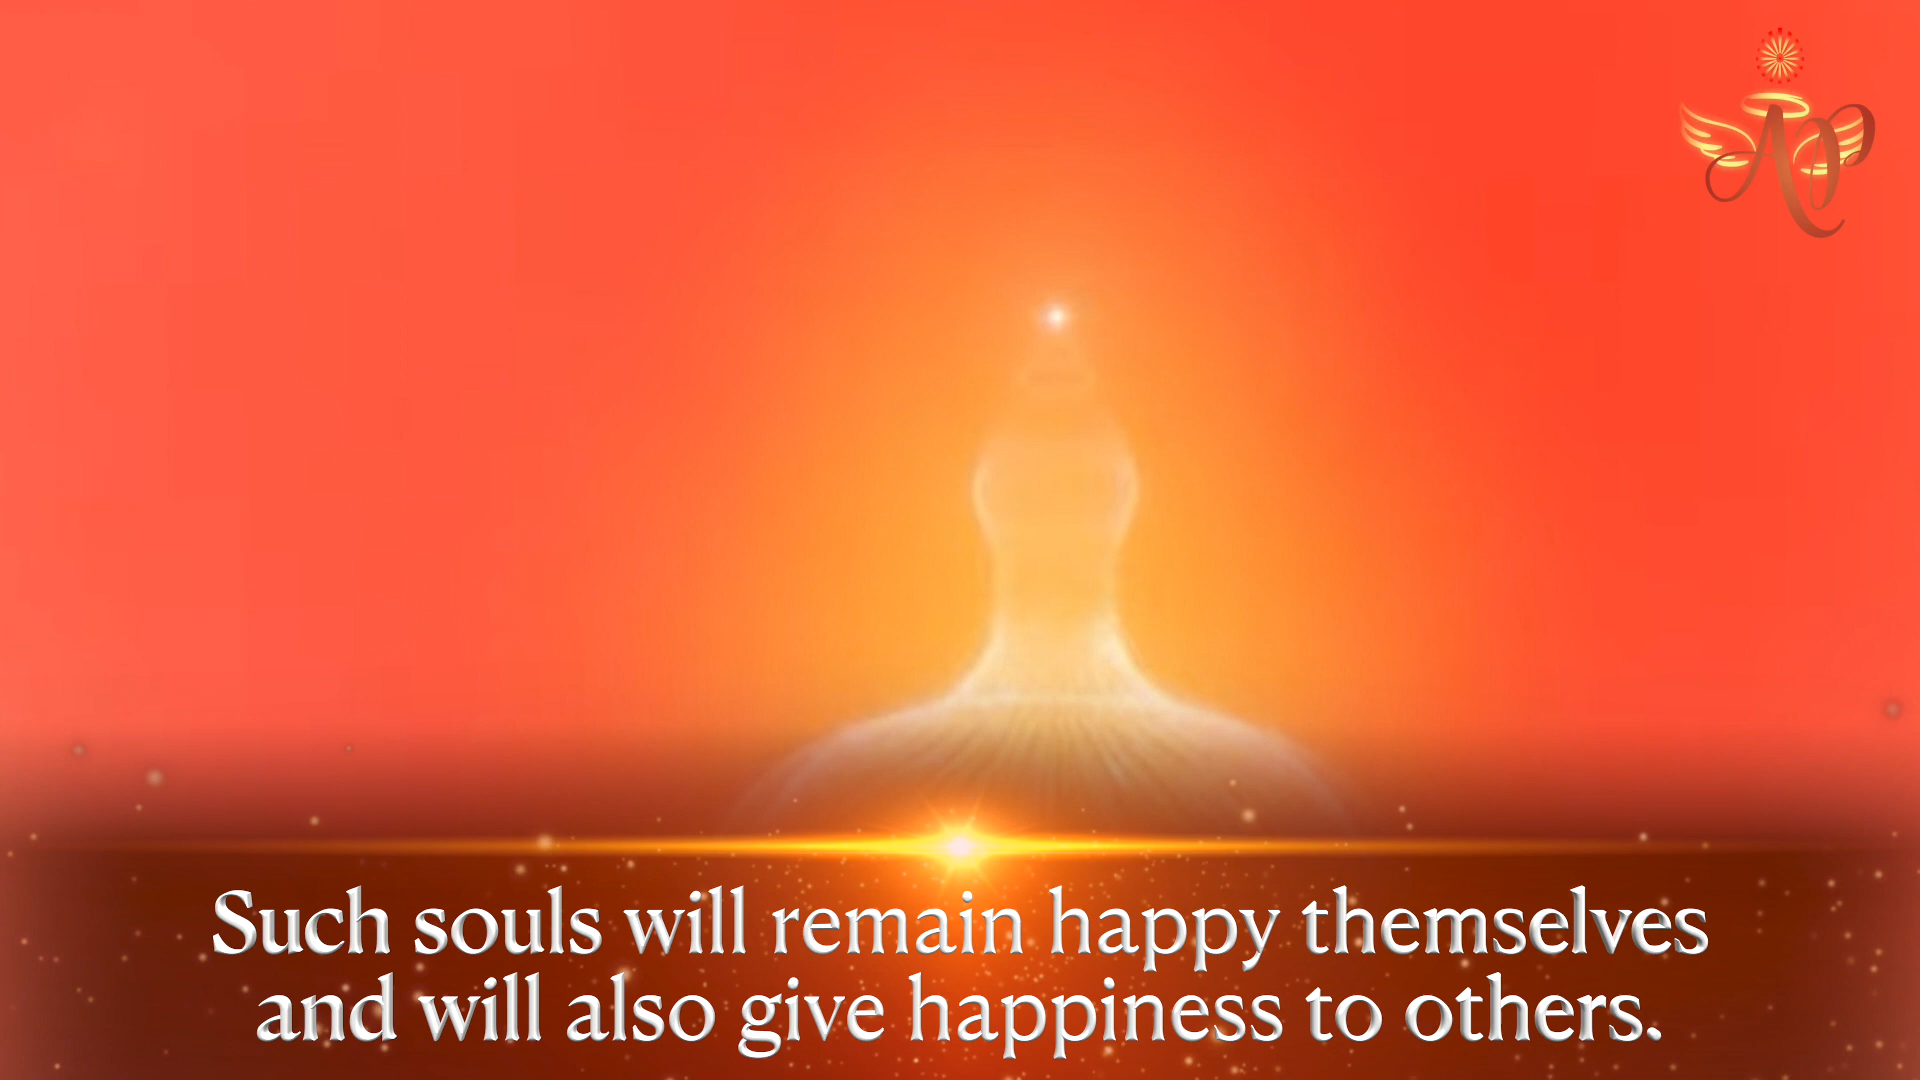 Such souls will remain happy themselves
and will also give happiness to others.